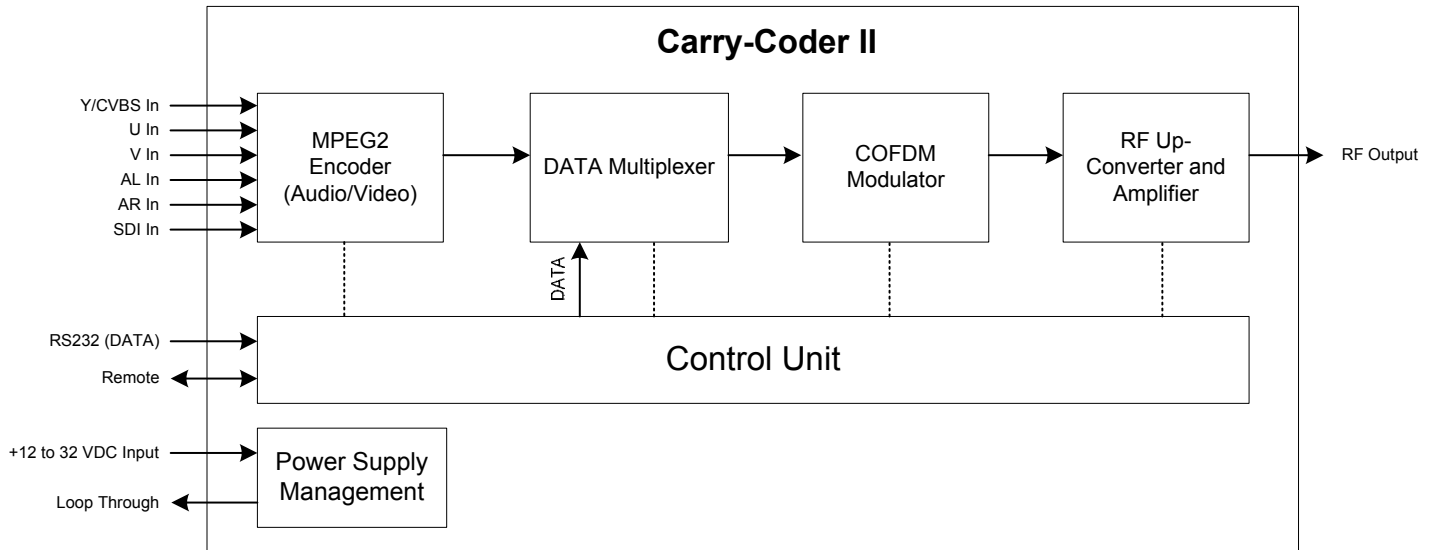 Carry-Coder II
Y/CVBS In
U In
V In
AL In
AR In
SDI In
MPEG2
Encoder
(Audio/Video)
DATA Multiplexer
COFDM
Modulator
RF Up-
Converter and
Amplifier
RF Output
DATA
RS232 (DATA)
Remote
Control Unit
+12 to 32 VDC Input
Loop Through
Power Supply
Management